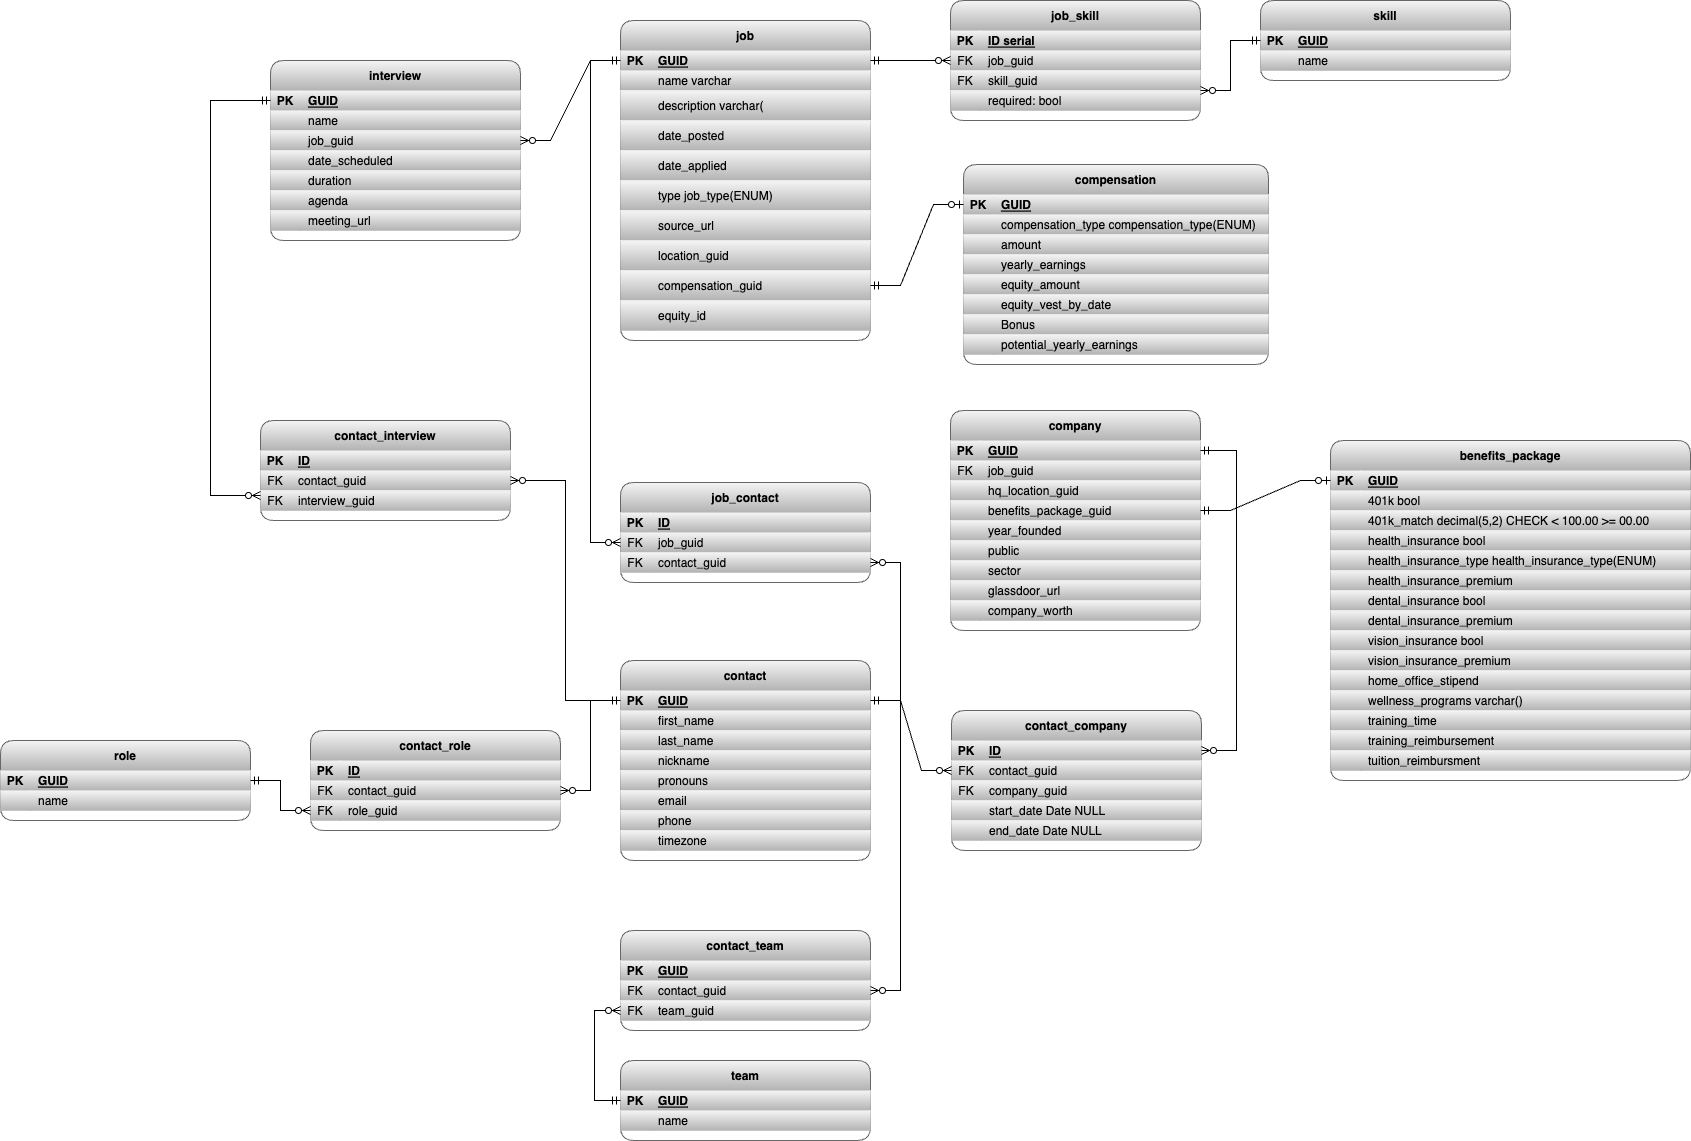 job_skill
PK ID serial
FK job_guid
FK skill_guid
required: bool
skill
PK GUID
name
job
PK GUID
name varchar
description varchar(
date_posted
date_applied
type job_type(ENUM)
source_url
location_guid
compensation_guid
equity_id
interview
PK GUID
name
job_guid
date_scheduled
duration
agenda
meeting_url
compensation
PK GUID
compensation_type compensation_type(ENUM)
amount
yearly_earnings
equity_amount
equity_vest_by_date
Bonus
potential_yearly_earnings
contact_interview
PK ID
FK contact_guid
FK interview_guid
job_contact
PK ID
FK job_guid
FK contact_guid
company
PK GUID
FK job_guid
hq_location_guid
benefits_package_guid
year_founded
public
sector
glassdoor_url
company_worth
benefits_package
PK GUID
401k bool
401k_match decimal(5,2) CHECK < 100.00 >= 00.00
health_insurance bool
health_insurance_type health_insurance_type(ENUM)
health_insurance_premium
dental_insurance bool
dental_insurance_premium
vision_insurance bool
vision_insurance_premium
home_office_stipend
wellness_programs varchar()
training_time
training_reimbursement
tuition_reimbursment
role
PK GUID
name
contact_role
PK ID
FK contact_guid
FK role_guid
contact
PK GUID
first_name
last_name
nickname
pronouns
email
phone
timezone
contact_company
PK ID
FK contact_guid
FK company_guid
start_date Date NULL
end_date Date NULL
contact_team
PK GUID
FK contact_guid
FK team_guid
team
PK GUID
name